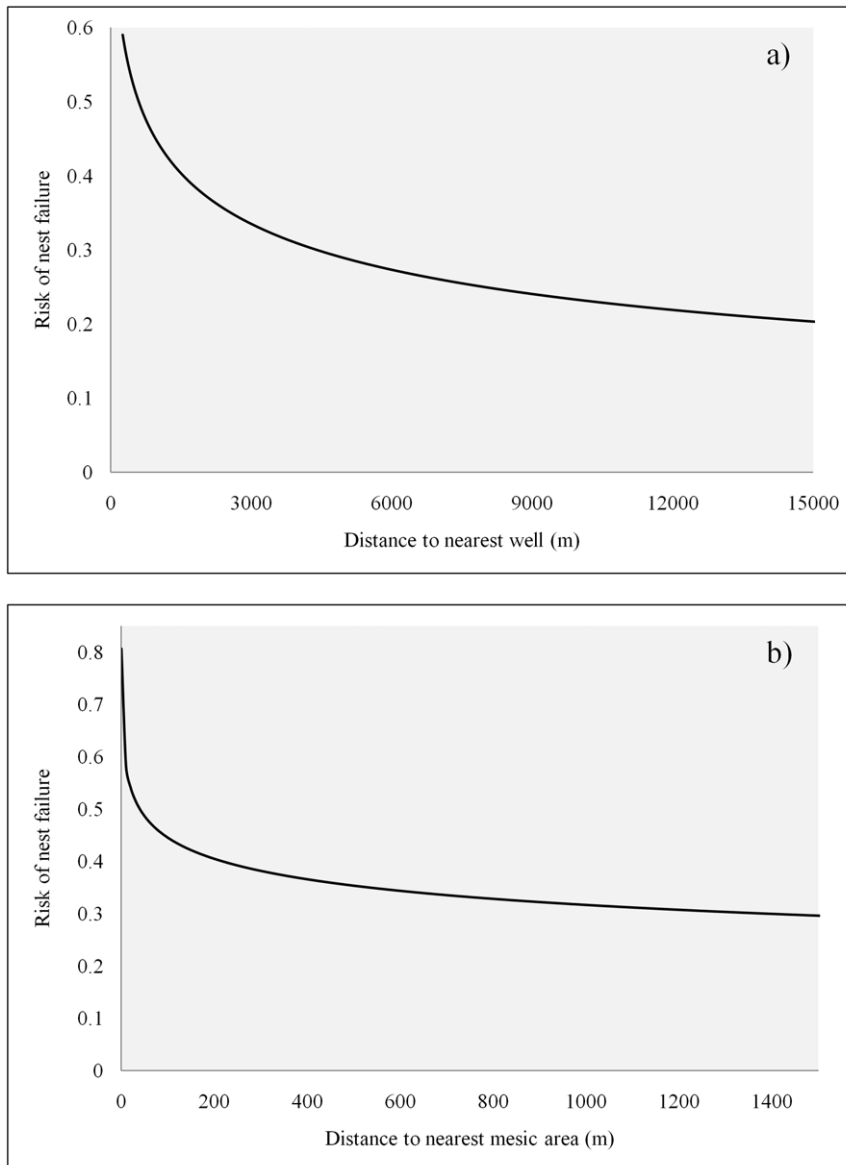 a)
0.6
0.5
0.4
0.3
0.2
0.1
0
Risk of nest failure
0 3000 6000 9000 12000 15000
Distance to nearest well (m)
b)
0.8
0.7
0.6
0.5
0.4
0.3
0.2
0.1
0
Risk of nest failure
0 200 400 600 800 1000 1200 1400
Distance to nearest mesic area (m)